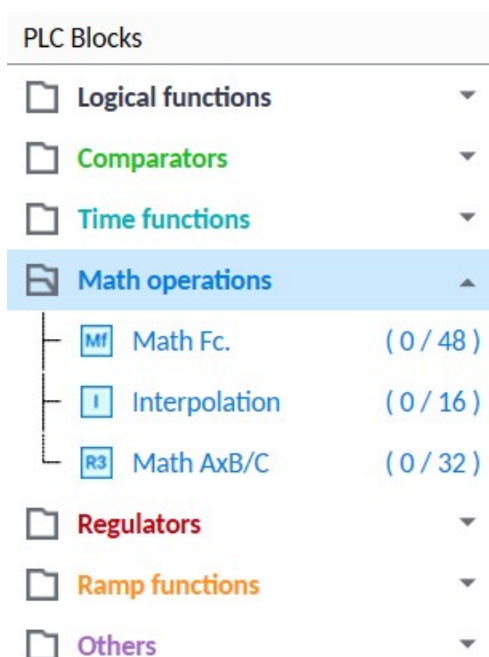 PLC Blocks
Logical functions
Comparators
Time functions
Math operations
Mf Math Fc. ( 0 / 48 )
I Interpolation ( 0 / 16 )
R3 Math AxB/C ( 0 / 32 )
Regulators
Ramp functions
Others